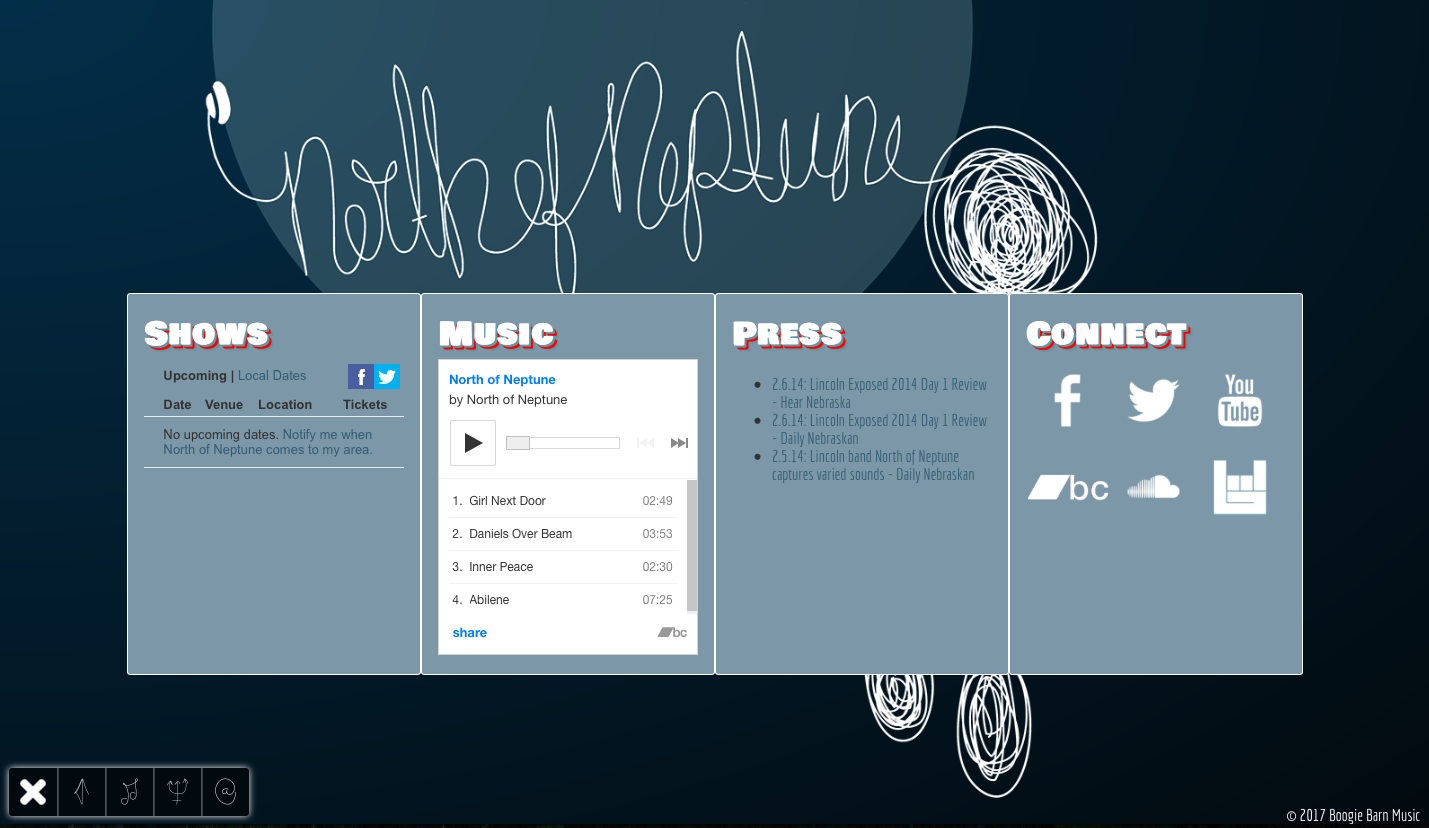 North of Neptune
Shows
Upcoming | Local Dates
f
Date Venue Location Tickets
No upcoming dates. Notify me when
North of Neptune comes to my area.
Music
North of Neptune
by North of Neptune
1. Girl Next Door 02:49
2. Daniels Over Beam 03:53
3. Inner Peace 02:30
4. Abilene 07:25
share bc
Press
• 2.6.14: Lincoln Exposed 2014 Day 1 Review
- Hear Nebraska
• 2.6.14: Lincoln Exposed 2014 Day 1 Review
- Daily Nebraskan
• 2.5.14: Lincoln band North of Neptune
captures varied sounds - Daily Nebraskan
Connect
f
You
Tube
bc
@
© 2017 Boogie Barn Music